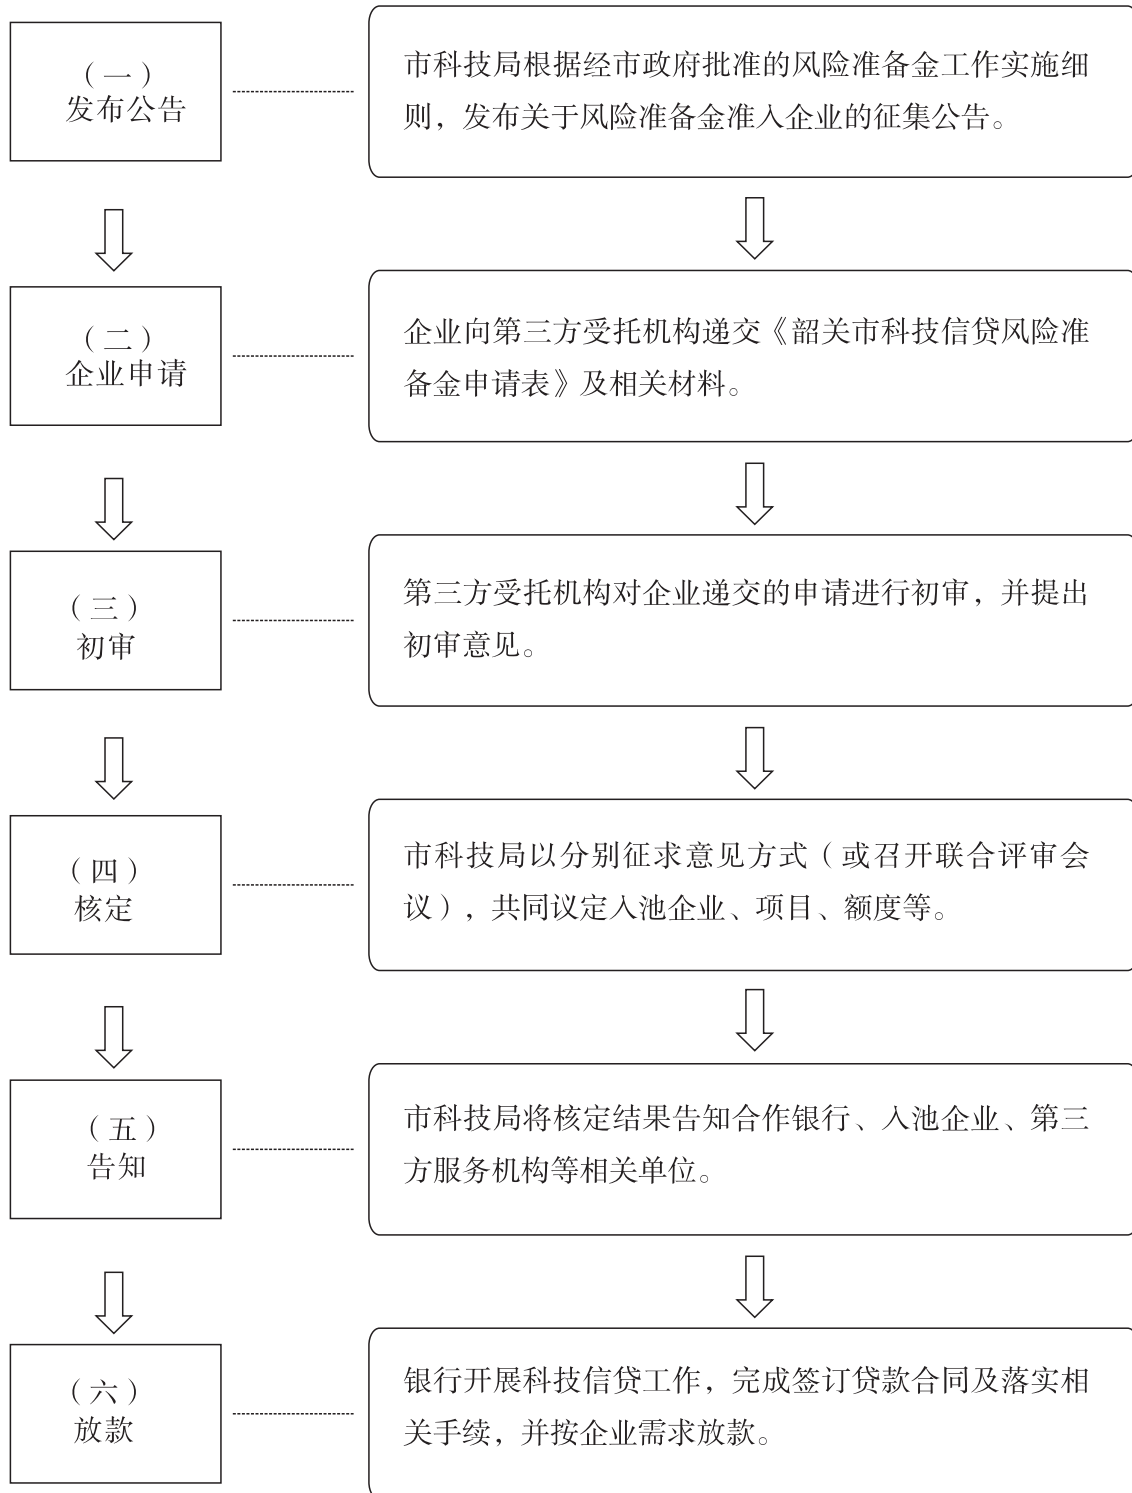 （一）
发布公告
市科技局根据经市政府批准的风险准备金工作实施细
则，发布关于风险准备金准入企业的征集公告。
（二）
企业申请
企业向第三方受托机构递交《韶关市科技信贷风险准
备金申请表》及相关材料。
（三）
初审
第三方受托机构对企业递交的申请进行初审，并提出
初审意见。
（四）
核定
市科技局以分别征求意见方式（或召开联合评审会
议），共同议定入池企业、项目、额度等。
（五）
告知
市科技局将核定结果告知合作银行、入池企业、第三
方服务机构等相关单位。
（六）
放款
银行开展科技信贷工作，完成签订贷款合同及落实相
关手续，并按企业需求放款。